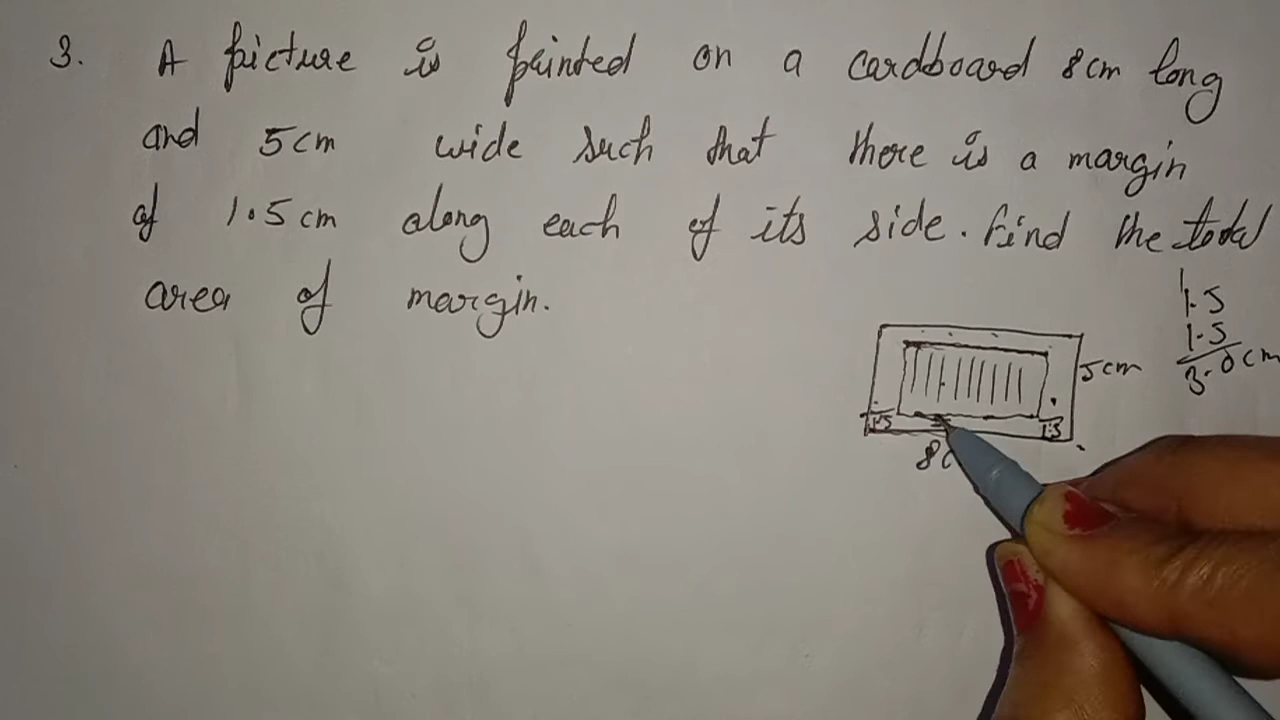 3. A picture is painted on a cardboard 8cm long
and 5cm wide such that there is a margin
of 1.5cm along each of its side. Find the total
area of margin.
1.5
1.5
3.0cm
5cm
1.5
1.5
8c